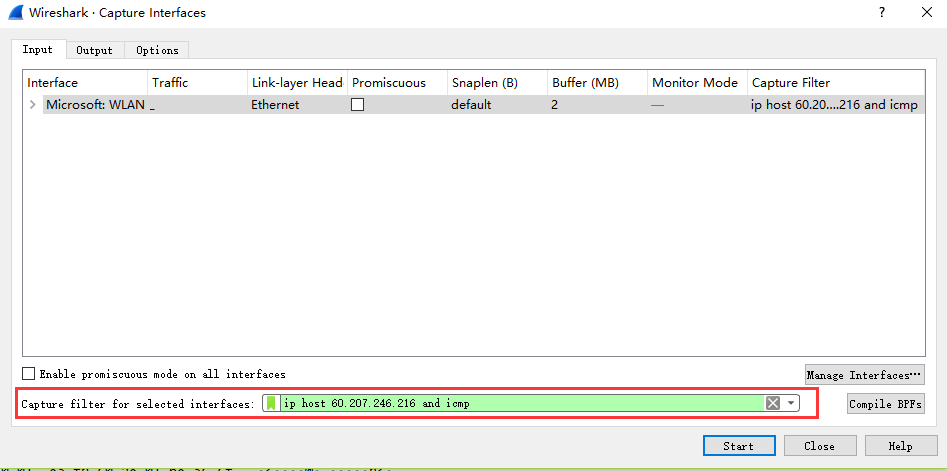 Wireshark · Capture Interfaces
Input Output Options
Interface Traffic Link-layer Head Promiscuous Snaplen (B) Buffer (MB) Monitor Mode Capture Filter
Microsoft: WLAN _ Ethernet default 2 — ip host 60.20....216 and icmp
Enable promiscuous mode on all interfaces
Manage Interfaces…
Capture filter for selected interfaces: ip host 60.207.246.216 and icmp
Compile BPFs
Start Close Help